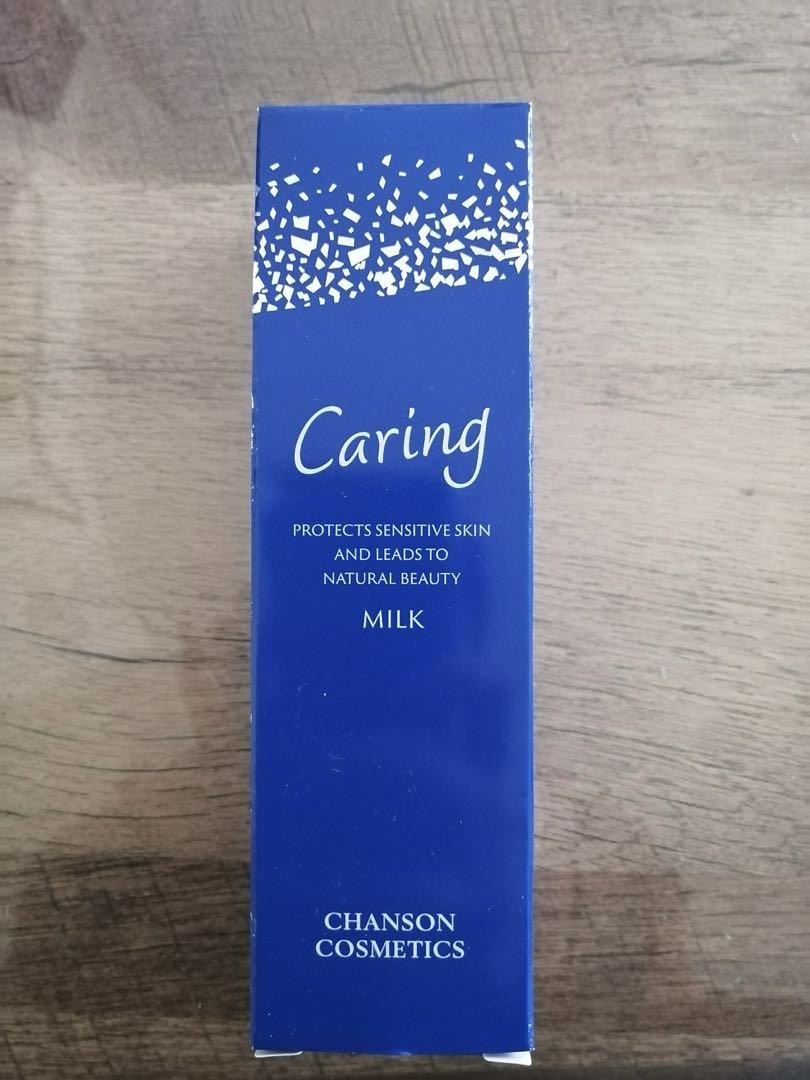 Caring
PROTECTS SENSITIVE SKIN
AND LEADS TO
NATURAL BEAUTY
MILK
CHANSON
COSMETICS